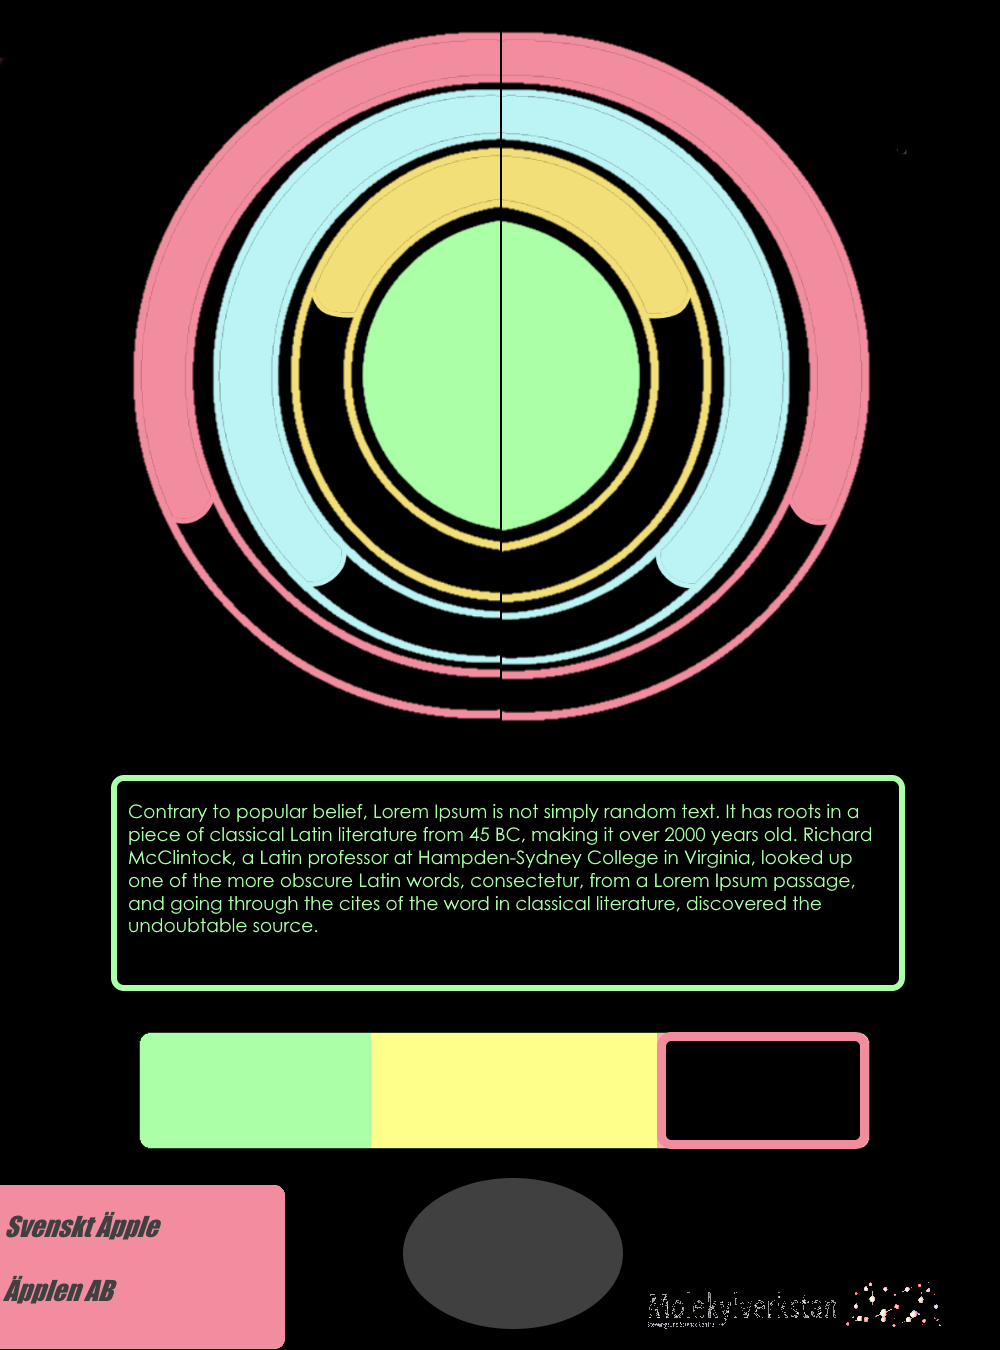 Contrary to popular belief, Lorem Ipsum is not simply random text. It has roots in a
piece of classical Latin literature from 45 BC, making it over 2000 years old. Richard
McClintock, a Latin professor at Hampden-Sydney College in Virginia, looked up
one of the more obscure Latin words, consectetur, from a Lorem Ipsum passage,
and going through the cites of the word in classical literature, discovered the
undoubtable source.
Svenskt Äpple
Äpplen AB
Molekylverkstan